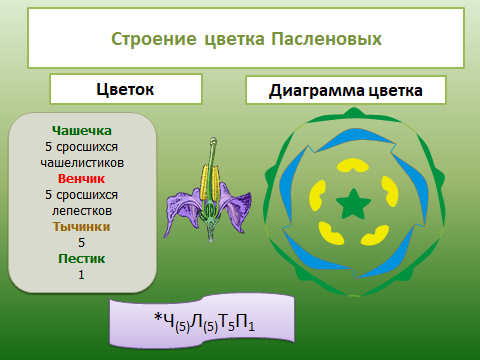 Строение цветка Пасленовых
Цветок
Диаграмма цветка
Чашечка
5 сросшихся
чашелистиков
Венчик
5 сросшихся
лепестков
Тычинки
5
Пестик
1
*Ч(5)Л(5)Т5П1